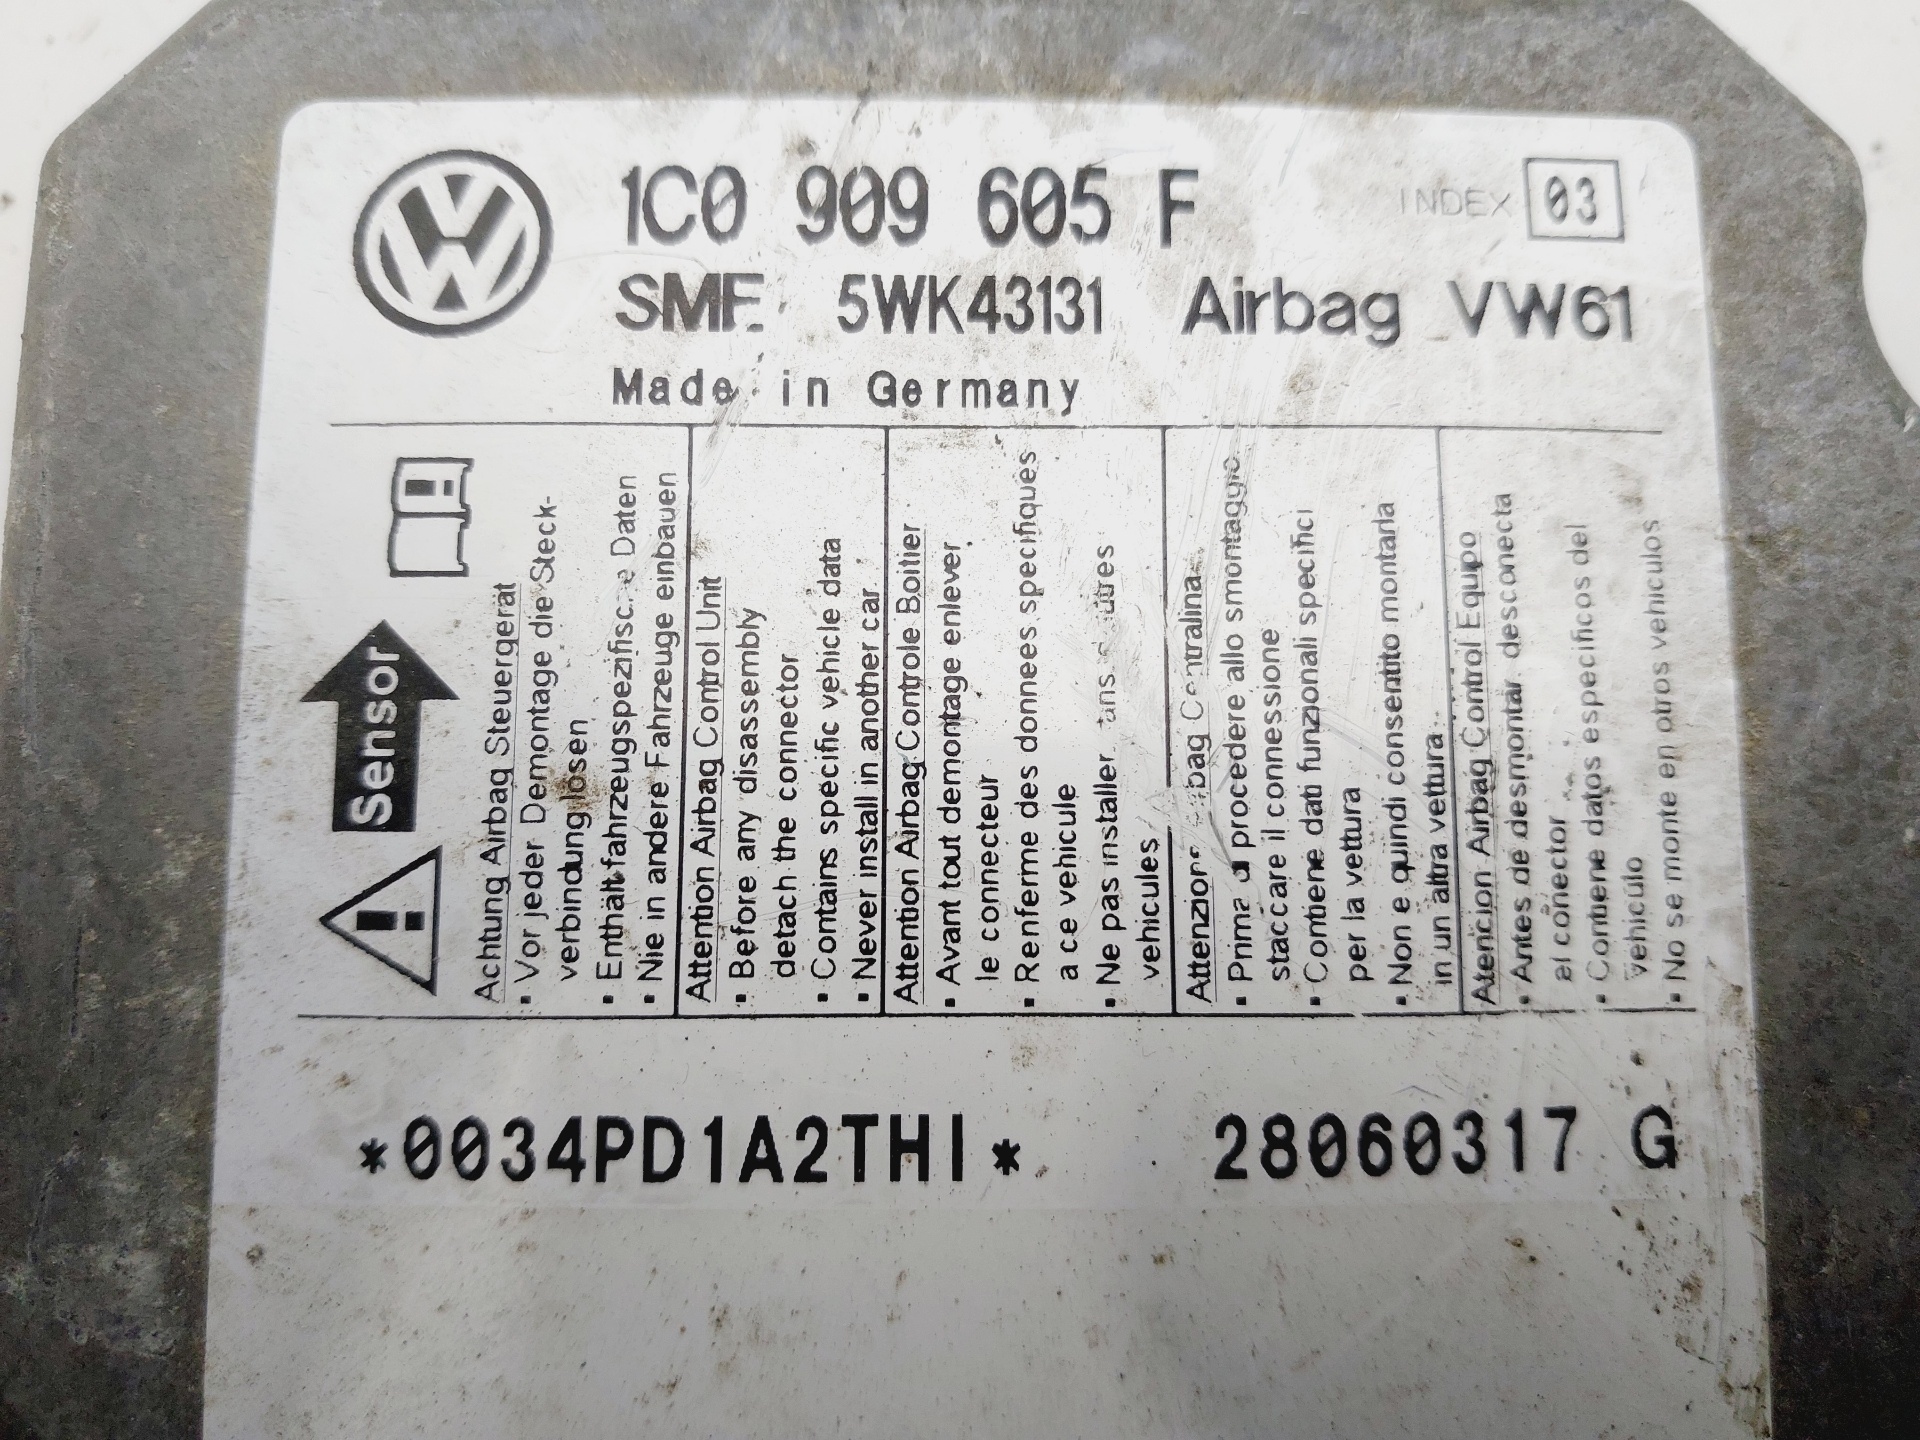 1C0 909 605 F INDEX 03
SME 5WK43131 Airbag VW61
Made in Germany
Sensor
Achtung Airbag Steuergerät
• Vor jeder Demontage die Steck-
verbindung lösen
• Enthält fahrzeugspezifische Daten
• Nie in andere Fahrzeuge einbauen
Attention Airbag Control Unit
• Before any disassembly
detach the connector
• Contains specific vehicle data
• Never install in another car
Attention Airbag Controle Boitier
• Avant tout demontage enlever
le connecteur
• Renferme des donnees specifiques
a ce vehicule
• Ne pas installer dans d'autres
vehicules
Attenzione Airbag Centralina
• Prima di procedere allo smontaggio
staccare il connessione
• Contiene dati funzionali specifici
per la vettura
• Non e quindi consentito montarla
in un altra vettura
Atencion Airbag Control Equipo
• Antes de desmontar desconecta
al conector
• Contiene datos especificos del
vehiculo
• No se monte en otros vehiculos
*0034PD1A2THI* 28060317 G